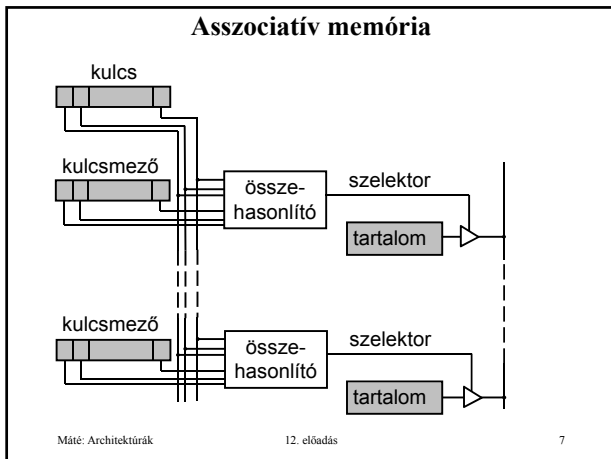 Asszociatív memória
kulcs
kulcsmező
össze-
hasonlító
szelektor
tartalom
kulcsmező
össze-
hasonlító
szelektor
tartalom
Máté: Architektúrák 12. előadás 7